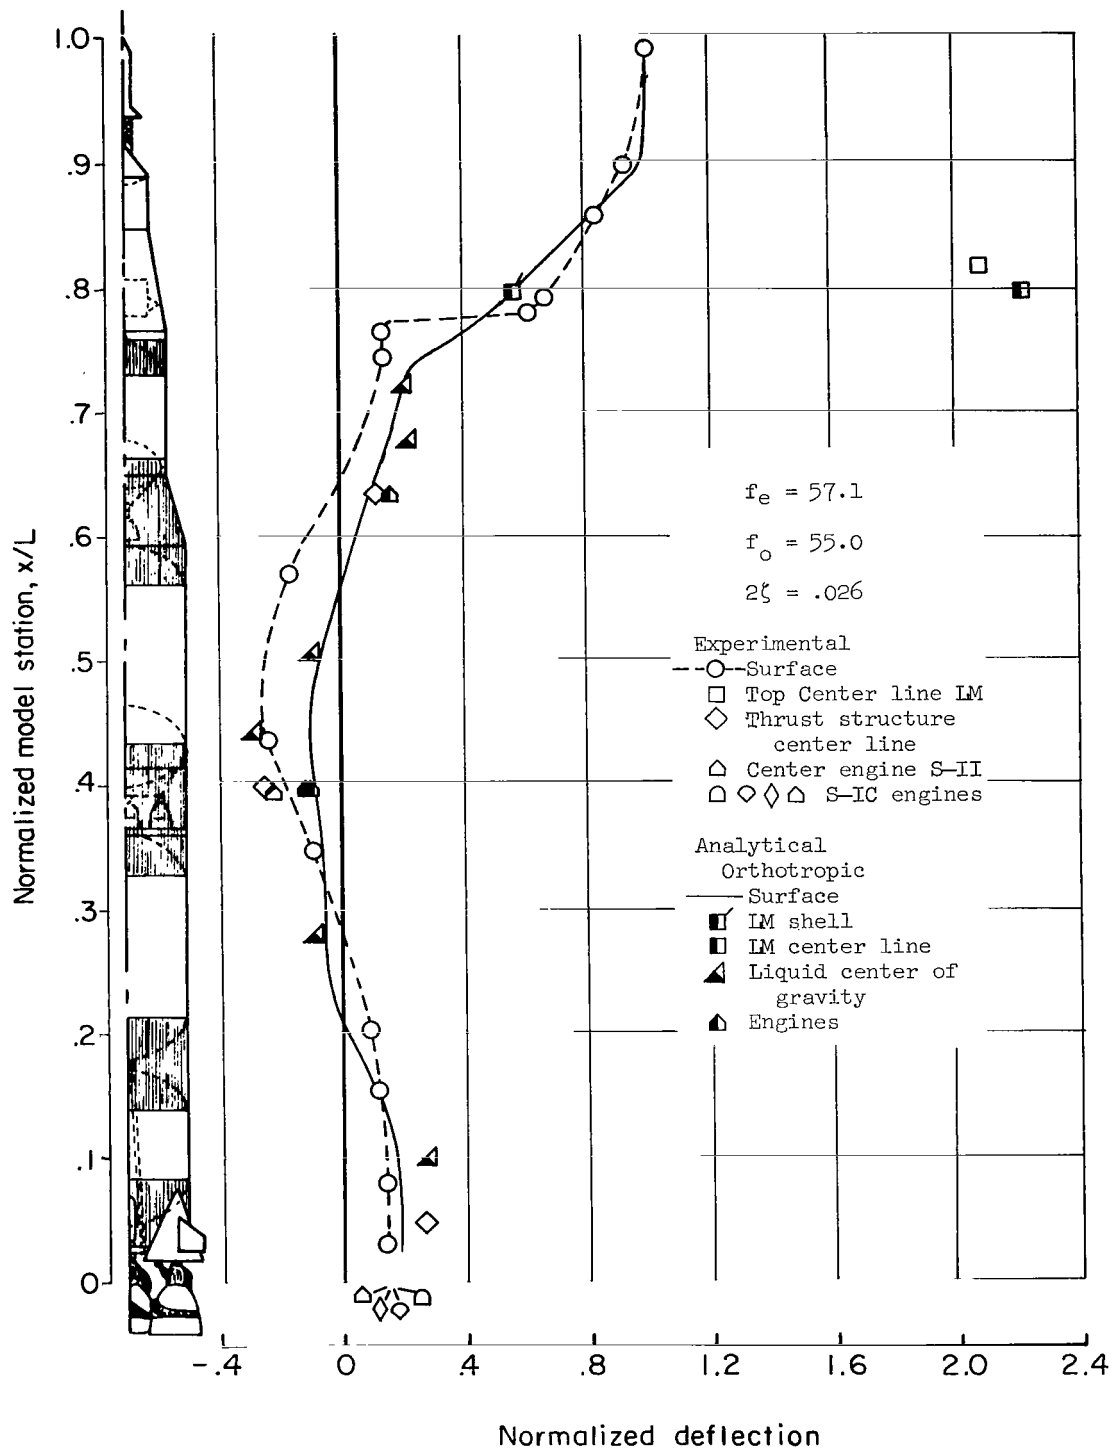 1.0
.9
.8
.7
.6
.5
.4
.3
.2
.1
0
Normalized model station, x/L
fe = 57.1
fo = 55.0
2ζ = .026
Experimental
Surface
Top Center line LM
Thrust structure
center line
Center engine S-II
S-IC engines
Analytical
Orthotropic
Surface
LM shell
LM center line
Liquid center of
gravity
Engines
-.4 0 .4 .8 1.2 1.6 2.0 2.4
Normalized deflection